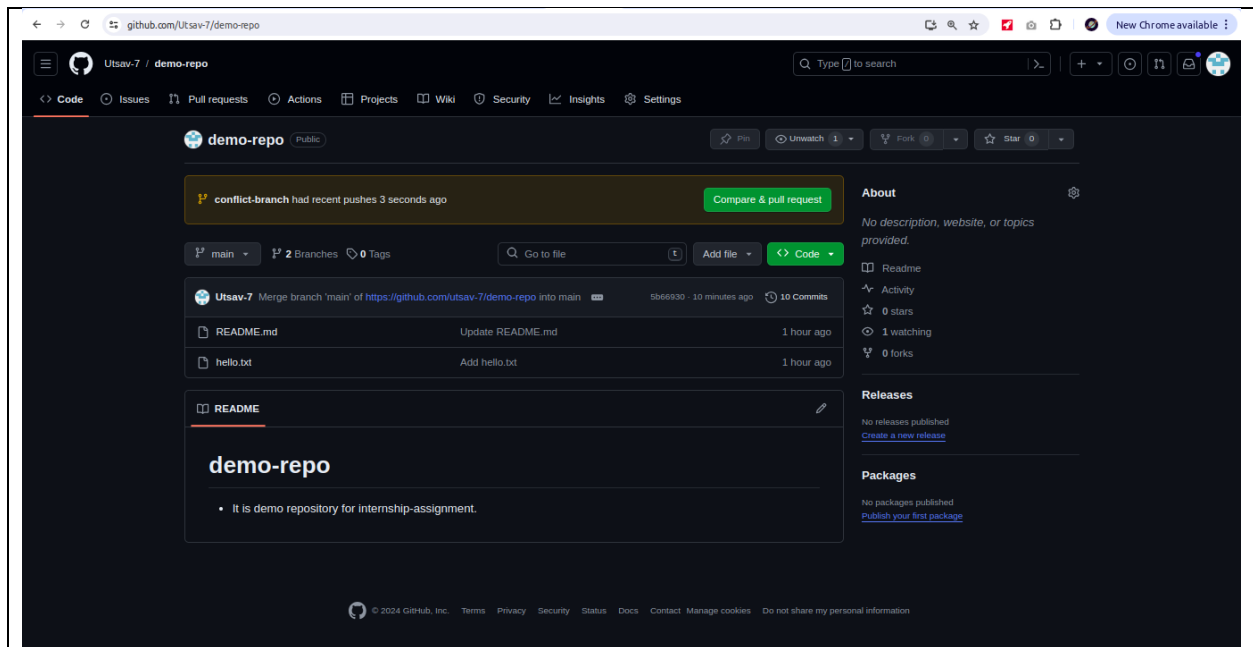 github.com/Utsav-7/demo-repo
New Chrome available
Utsav-7 / demo-repo
Type / to search
Code Issues Pull requests Actions Projects Wiki Security Insights Settings
demo-repo Public
Pin Unwatch 1 Fork 0 Star 0
conflict-branch had recent pushes 3 seconds ago
Compare & pull request
main 2 Branches 0 Tags
Go to file t
Add file
Code
Utsav-7 Merge branch 'main' of https://github.com/utsav-7/demo-repo into main
5b66930 · 10 minutes ago
10 Commits
README.md Update README.md 1 hour ago
hello.txt Add hello.txt 1 hour ago
README
demo-repo
• It is demo repository for internship-assignment.
About
No description, website, or topics
provided.
Readme
Activity
0 stars
1 watching
0 forks
Releases
No releases published
Create a new release
Packages
No packages published
Publish your first package
© 2024 GitHub, Inc. Terms Privacy Security Status Docs Contact Manage cookies Do not share my personal information